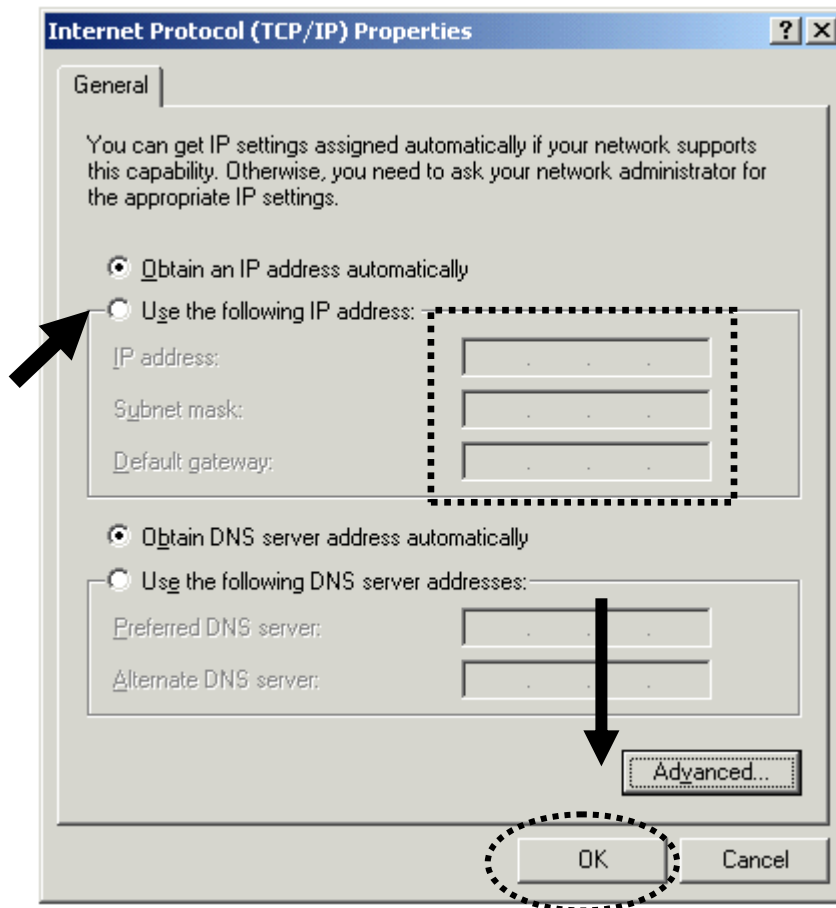 Internet Protocol (TCP/IP) Properties
General
You can get IP settings assigned automatically if your network supports
this capability. Otherwise, you need to ask your network administrator for
the appropriate IP settings.
Obtain an IP address automatically
Use the following IP address:
IP address:
Subnet mask:
Default gateway:
Obtain DNS server address automatically
Use the following DNS server addresses:
Preferred DNS server:
Alternate DNS server:
Advanced...
OK Cancel